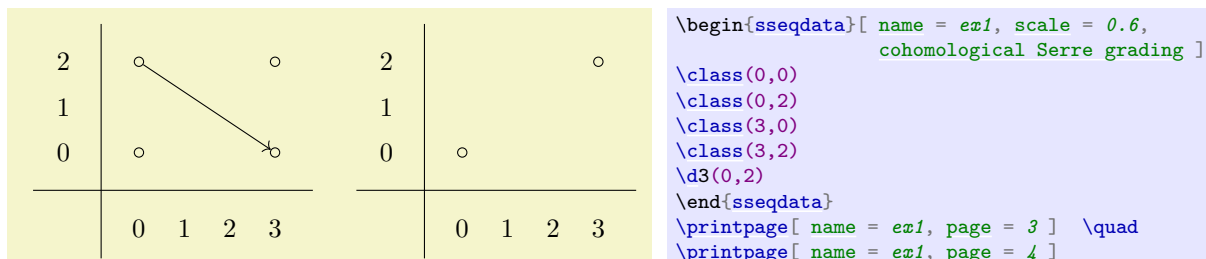 2
1
0
0 1 2 3
2
1
0
0 1 2 3
\begin{sseqdata}[ name = ex1, scale = 0.6,
cohomological Serre grading ]
\class(0,0)
\class(0,2)
\class(3,0)
\class(3,2)
\d3(0,2)
\end{sseqdata}
\printpage[ name = ex1, page = 3 ] \quad
\printpage[ name = ex1, page = 4 ]